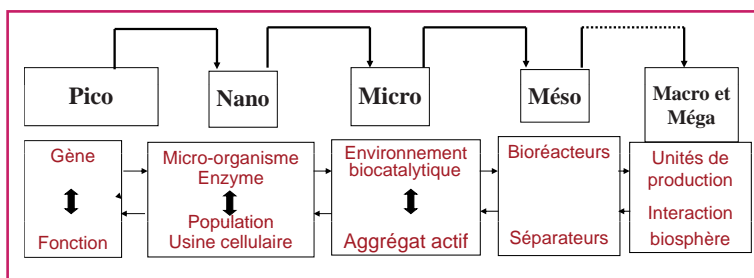 Pico
Nano
Micro
Méso
Macro et
Méga
Gène
Fonction
Micro-organisme
Enzyme
Population
Usine cellulaire
Environnement
biocatalytique
Aggrégat actif
Bioréacteurs
Séparateurs
Unités de
production
Interaction
biosphère